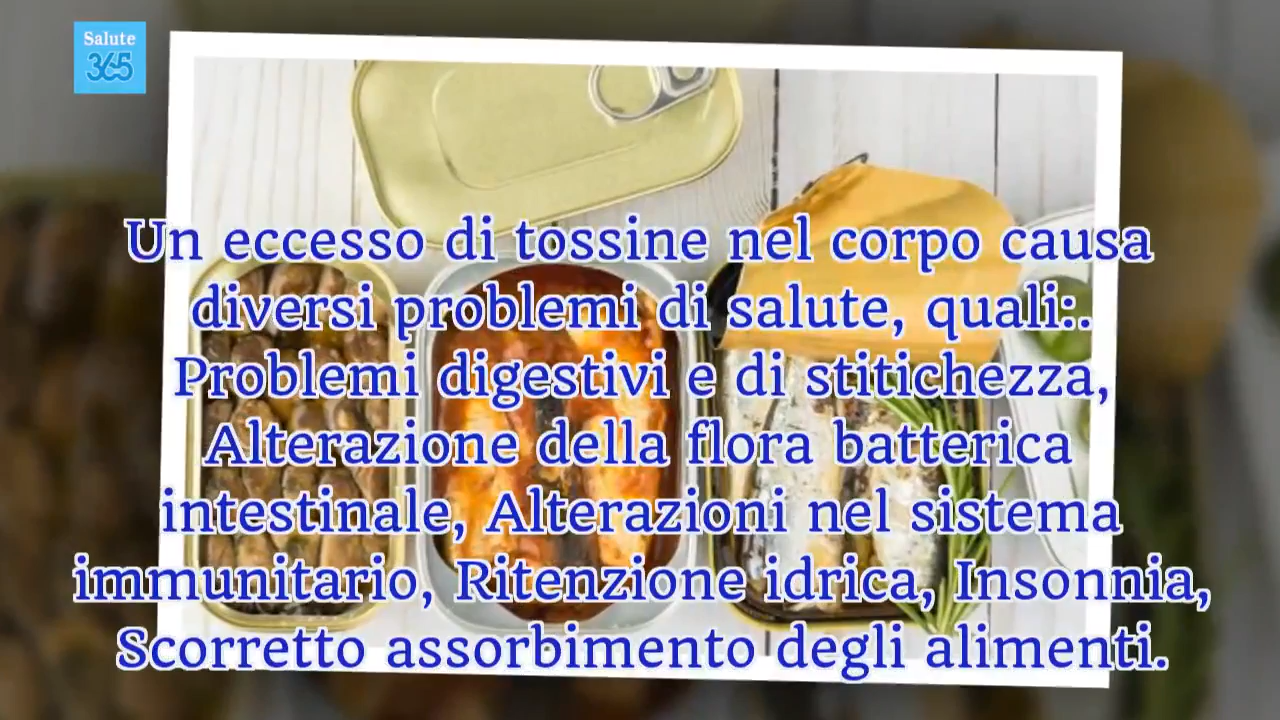 Salute
365
Un eccesso di tossine nel corpo causa
diversi problemi di salute, quali:.
Problemi digestivi e di stitichezza,
Alterazione della flora batterica
intestinale, Alterazioni nel sistema
immunitario, Ritenzione idrica, Insonnia,
Scorretto assorbimento degli alimenti.